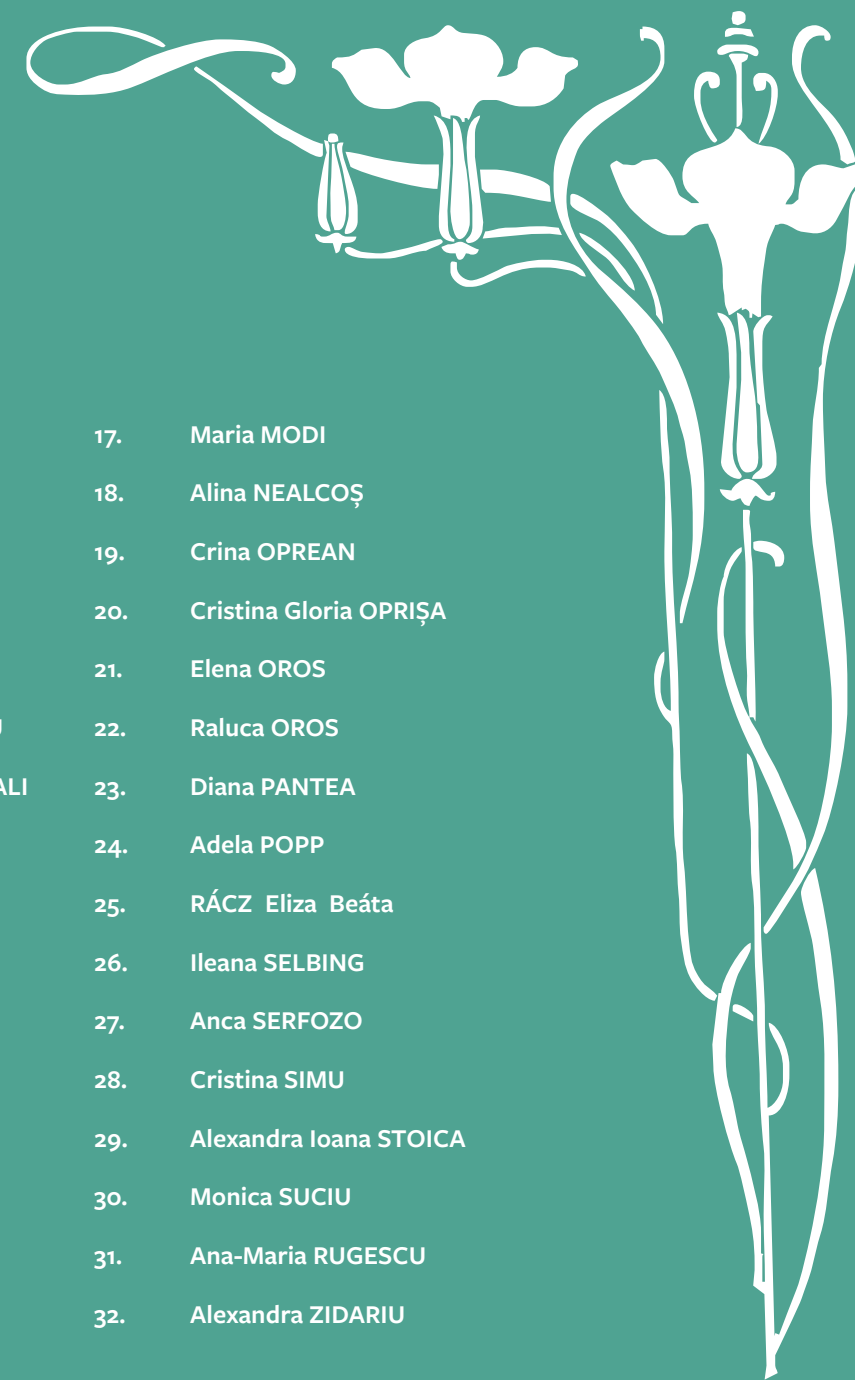 17. Maria MODI
18. Alina NEALCOȘ
19. Crina OPREAN
20. Cristina Gloria OPRIȘA
21. Elena OROS
22. Raluca OROS
ALI
23. Diana PANTEA
24. Adela POPP
25. RÁCZ Eliza Beáta
26. Ileana SELBING
27. Anca SERFOZO
28. Cristina SIMU
29. Alexandra Ioana STOICA
30. Monica SUCIU
31. Ana-Maria RUGESCU
32. Alexandra ZIDARIU